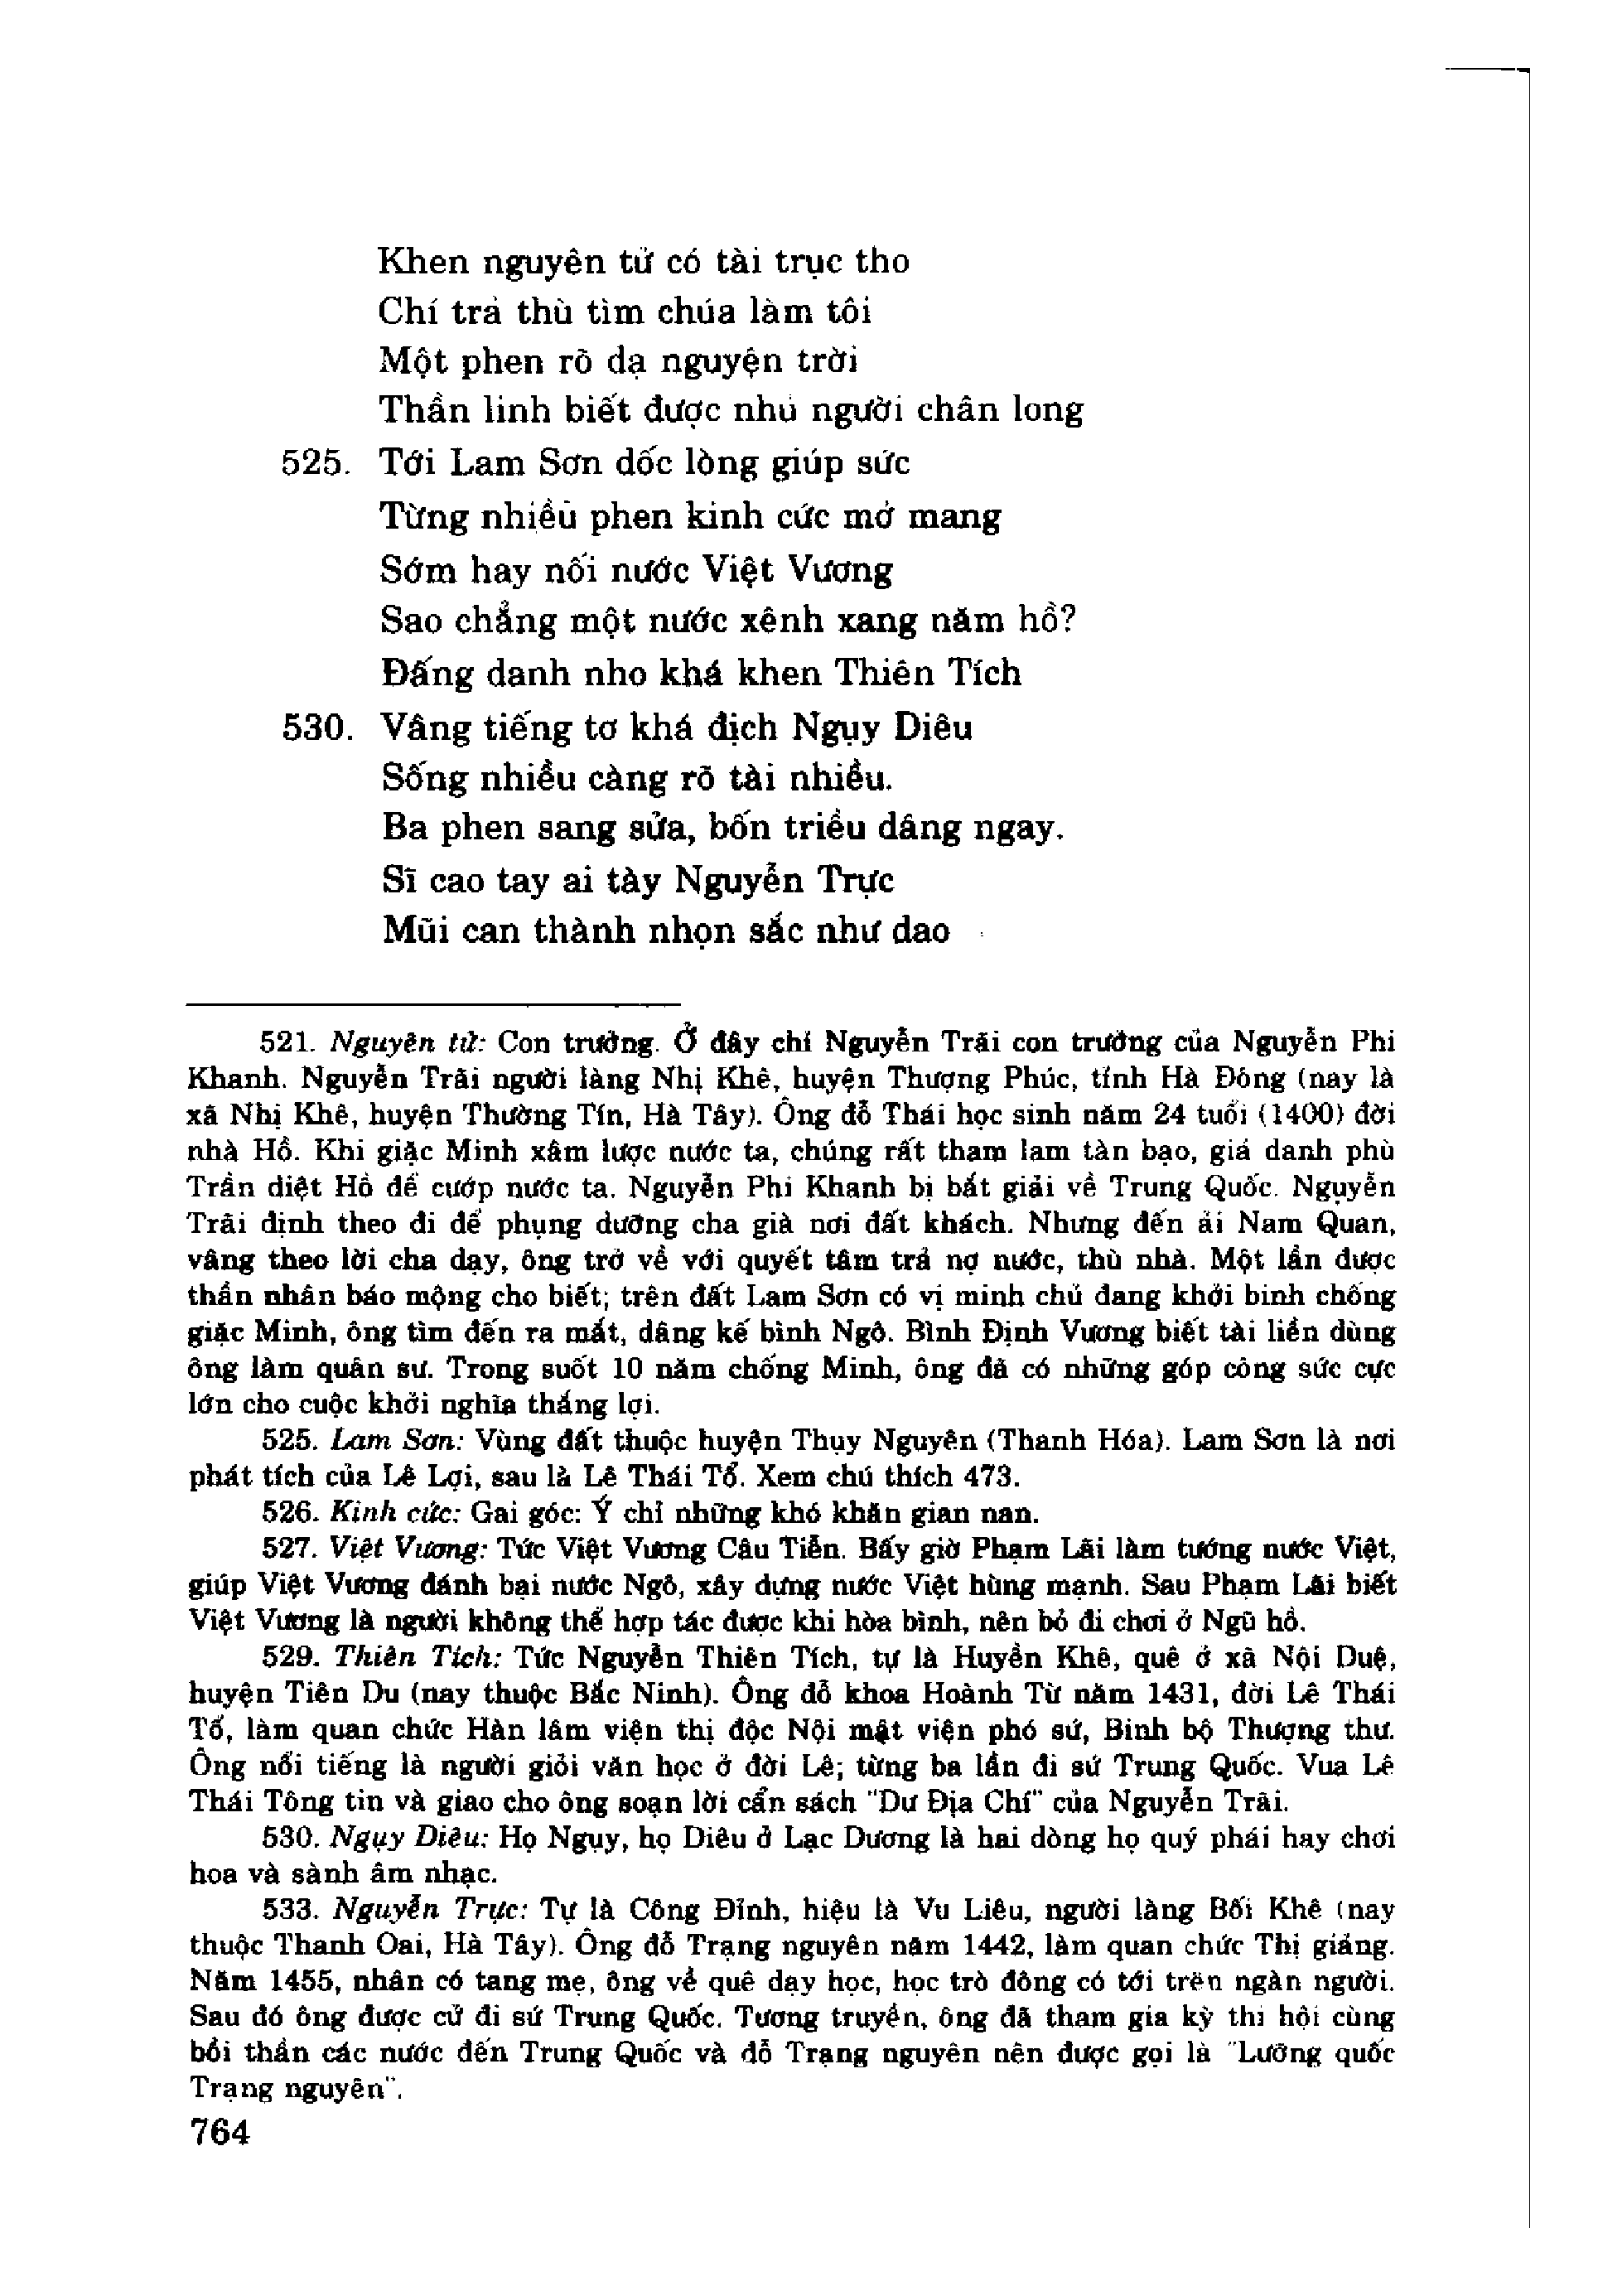 Khen nguyên tử có tài trục tho
Chí trả thù tìm chúa làm tôi
Một phen rõ dạ nguyện trời
Thần linh biết được nhủ người chân long
525. Tới Lam Sơn dốc lòng giúp sức
Từng nhiều phen kinh cức mở mang
Sớm hay nối nước Việt Vương
Sao chẳng một nước xênh xang năm hồ?
Đấng danh nho khá khen Thiên Tích
530. Vâng tiếng tơ khá địch Ngụy Diêu
Sống nhiều càng rõ tài nhiều.
Ba phen sang sửa, bốn triều dâng ngay.
Sĩ cao tay ai tày Nguyễn Trực
Mũi can thành nhọn sắc như dao
521. Nguyên tử: Con trưởng. Ở đây chỉ Nguyễn Trãi con trưởng của Nguyễn Phi
Khanh. Nguyễn Trãi người làng Nhị Khê, huyện Thượng Phúc, tỉnh Hà Đông (nay là
xã Nhị Khê, huyện Thường Tín, Hà Tây). Ông đỗ Thái học sinh năm 24 tuổi (1400) đời
nhà Hồ. Khi giặc Minh xâm lược nước ta, chúng rất tham lam tàn bạo, giả danh phù
Trần diệt Hồ để cướp nước ta. Nguyễn Phi Khanh bị bắt giải về Trung Quốc. Nguyễn
Trãi định theo đi để phụng dưỡng cha già nơi đất khách. Nhưng đến ải Nam Quan,
vâng theo lời cha dạy, ông trở về với quyết tâm trả nợ nước, thù nhà. Một lần được
thần nhân báo mộng cho biết; trên đất Lam Sơn có vị minh chủ đang khởi binh chống
giặc Minh, ông tìm đến ra mắt, dâng kế bình Ngô. Bình Định Vương biết tài liền dùng
ông làm quân sư. Trong suốt 10 năm chống Minh, ông đã có những góp công sức cực
lớn cho cuộc khởi nghĩa thắng lợi.
525. Lam Sơn: Vùng đất thuộc huyện Thụy Nguyên (Thanh Hóa). Lam Sơn là nơi
phát tích của Lê Lợi, sau là Lê Thái Tổ. Xem chú thích 473.
526. Kinh cức: Gai góc: Ý chỉ những khó khăn gian nan.
527. Việt Vương: Tức Việt Vương Câu Tiễn. Bấy giờ Phạm Lãi làm tướng nước Việt,
giúp Việt Vương đánh bại nước Ngô, xây dựng nước Việt hùng mạnh. Sau Phạm Lãi biết
Việt Vương là người không thể hợp tác được khi hòa bình, nên bỏ đi chơi ở Ngũ hồ.
529. Thiên Tích: Tức Nguyễn Thiên Tích, tự là Huyền Khê, quê ở xã Nội Duệ,
huyện Tiên Du (nay thuộc Bắc Ninh). Ông đỗ khoa Hoành Từ năm 1431, đời Lê Thái
Tổ, làm quan chức Hàn lâm viện thị độc Nội mật viện phó sứ, Binh bộ Thượng thư.
Ông nổi tiếng là người giỏi văn học ở đời Lê; từng ba lần đi sứ Trung Quốc. Vua Lê
Thái Tông tin và giao cho ông soạn lời cẩn sách "Dư Địa Chí" của Nguyễn Trãi.
530. Ngụy Diêu: Họ Ngụy, họ Diêu ở Lạc Dương là hai dòng họ quý phái hay chơi
hoa và sành âm nhạc.
533. Nguyễn Trực: Tự là Công Đĩnh, hiệu là Vu Liêu, người làng Bối Khê (nay
thuộc Thanh Oai, Hà Tây). Ông đỗ Trạng nguyên năm 1442, làm quan chức Thị giảng.
Năm 1455, nhân có tang mẹ, ông về quê dạy học, học trò đông có tới trên ngàn người.
Sau đó ông được cử đi sứ Trung Quốc. Tương truyền, ông đã tham gia kỳ thi hội cùng
bồi thần các nước đến Trung Quốc và đỗ Trạng nguyên nên được gọi là "Lưỡng quốc
Trạng nguyên".
764